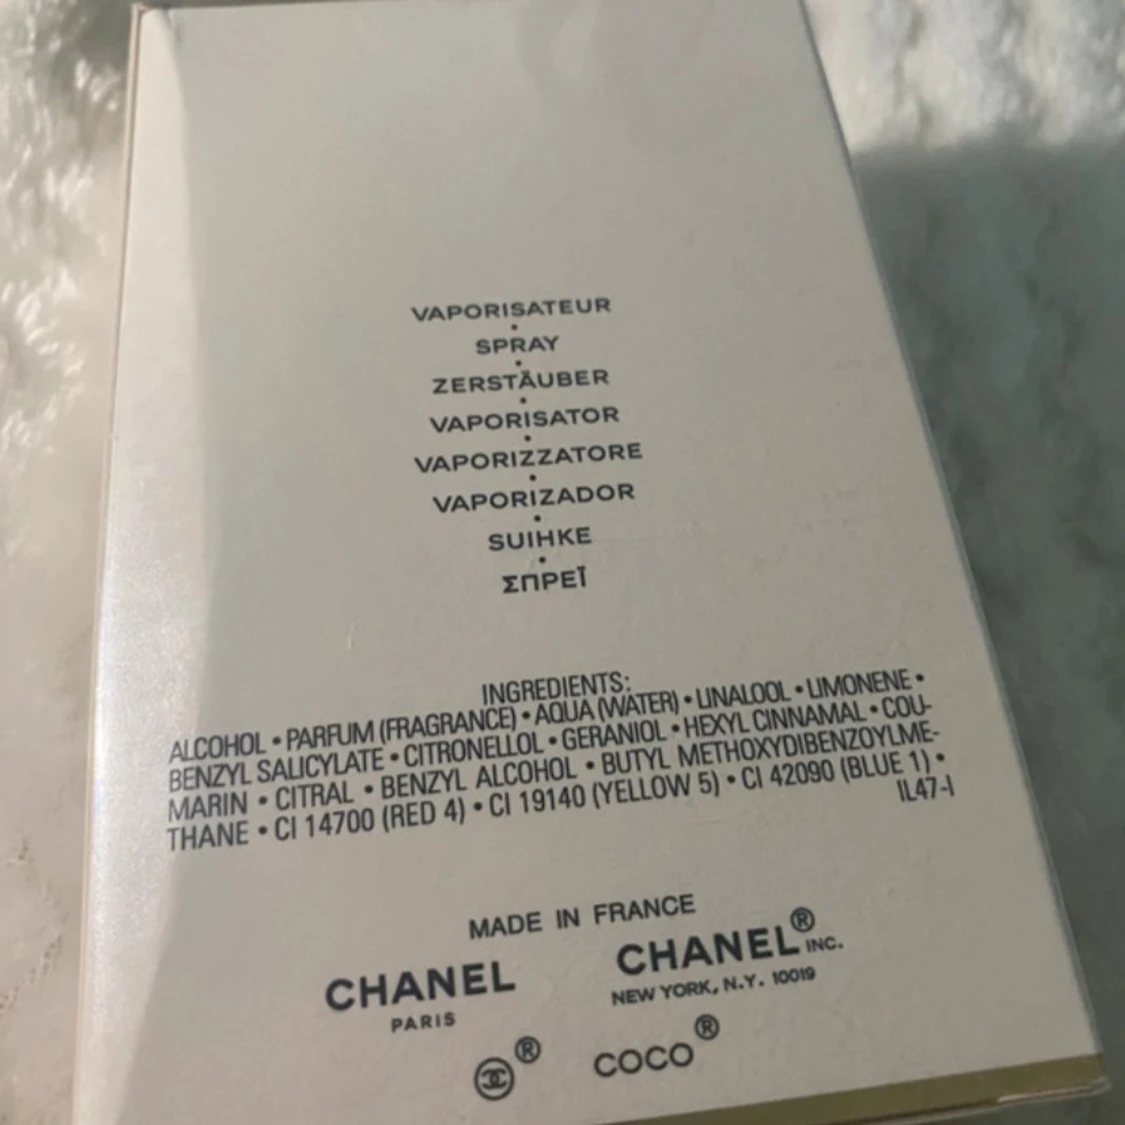 VAPORISATEUR
•
SPRAY
•
ZERSTÄUBER
•
VAPORISATOR
•
VAPORIZZATORE
•
VAPORIZADOR
•
SUIHKE
•
ΣΠΡΕΪ
INGREDIENTS:
ALCOHOL • PARFUM (FRAGRANCE) • AQUA (WATER) • LINALOOL • LIMONENE •
BENZYL SALICYLATE • CITRONELLOL • GERANIOL • HEXYL CINNAMAL • COU-
MARIN • CITRAL • BENZYL ALCOHOL • BUTYL METHOXYDIBENZOYLME-
THANE • CI 14700 (RED 4) • CI 19140 (YELLOW 5) • CI 42090 (BLUE 1) •
IL47-I
MADE IN FRANCE
CHANEL
PARIS
CHANEL® INC.
NEW YORK, N.Y. 10019
® COCO®